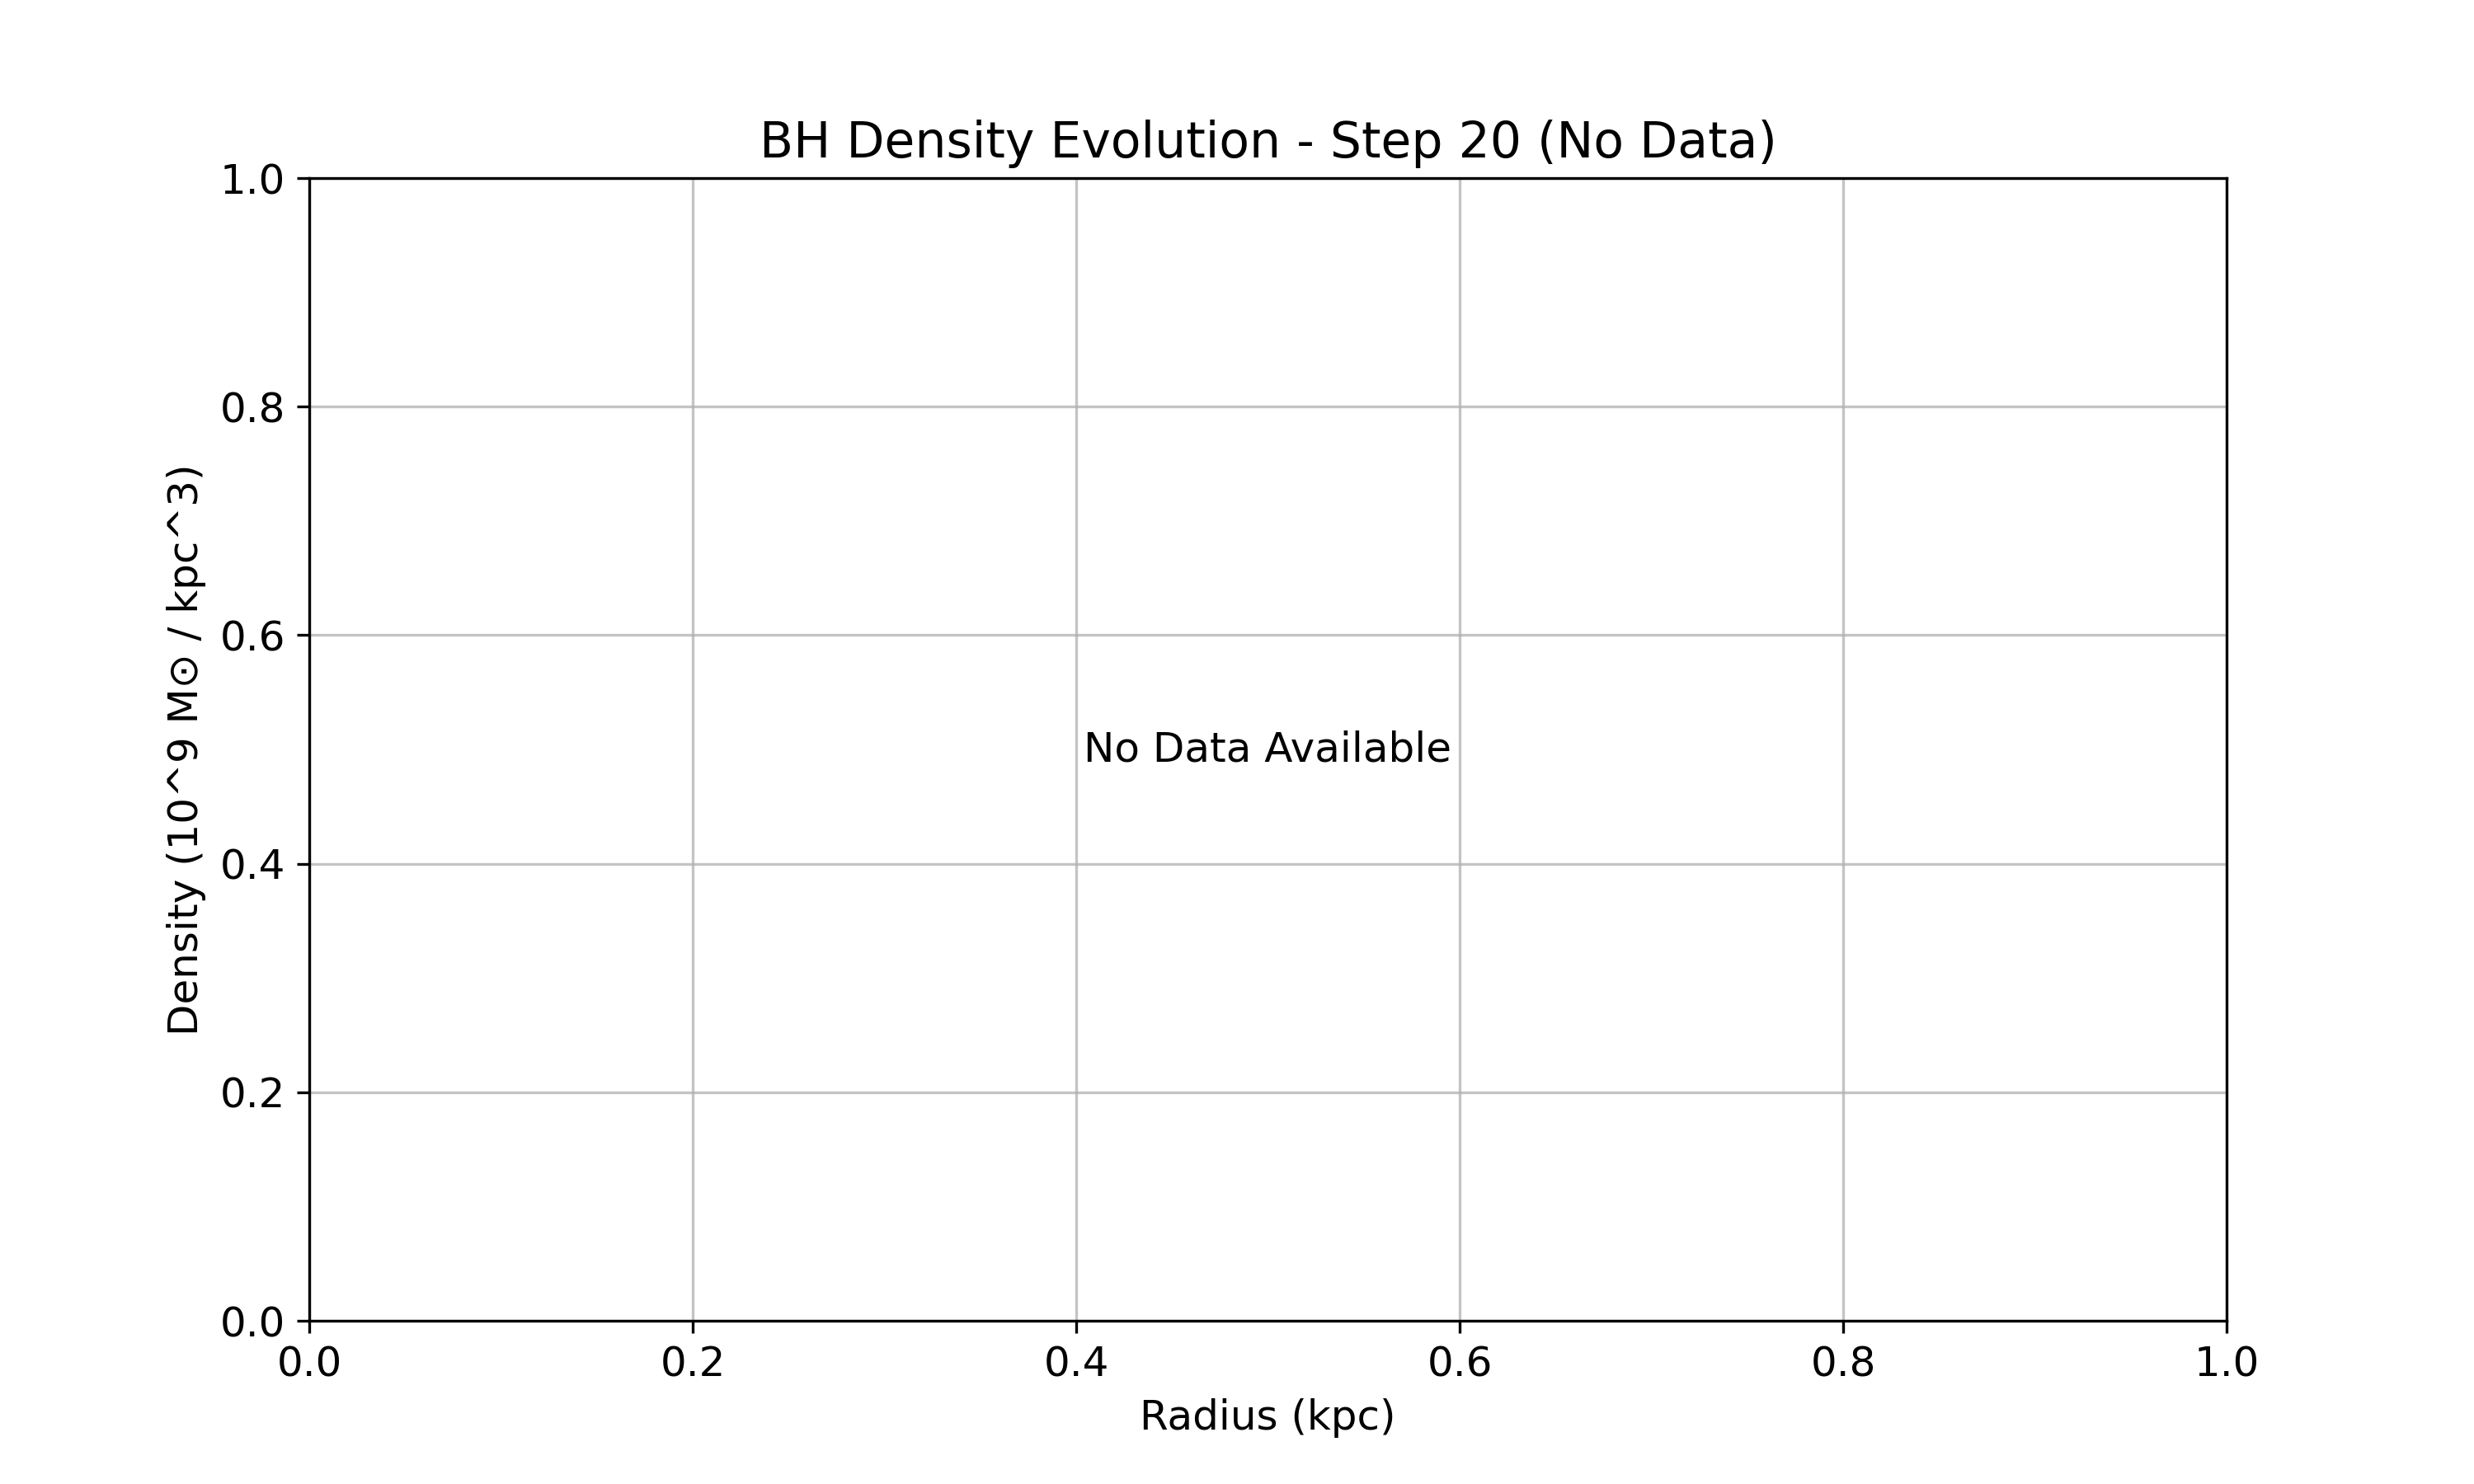 BH Density Evolution - Step 20 (No Data)
1.0
0.8
0.6
0.4
0.2
0.0
Density (10^9 M⊙ / kpc^3)
No Data Available
0.0 0.2 0.4 0.6 0.8 1.0
Radius (kpc)